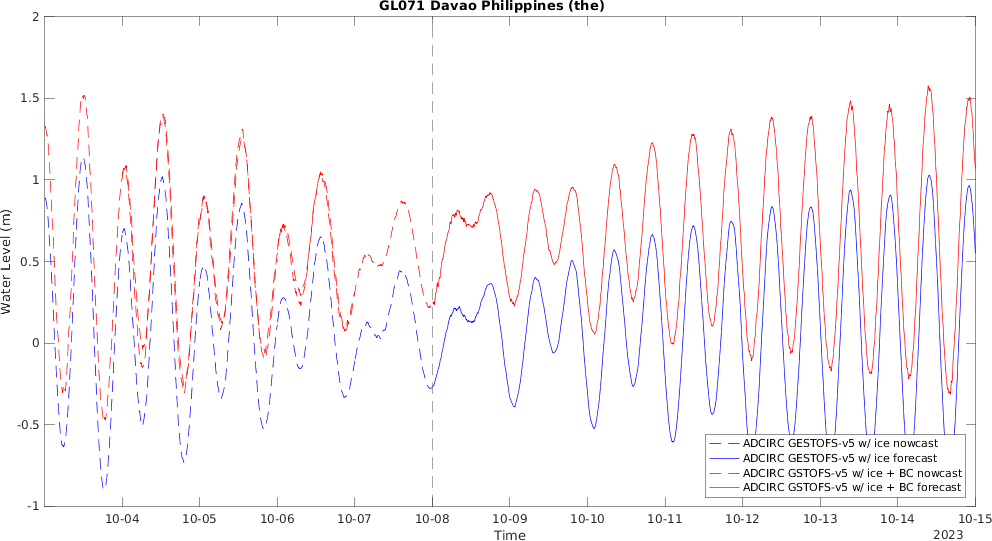 GL071 Davao Philippines (the)
Water Level (m)
2
1.5
1
0.5
0
-0.5
-1
ADCIRC GESTOFS-v5 w/ ice nowcast
ADCIRC GESTOFS-v5 w/ ice forecast
ADCIRC GSTOFS-v5 w/ ice + BC nowcast
ADCIRC GSTOFS-v5 w/ ice + BC forecast
10-04 10-05 10-06 10-07 10-08 10-09 10-10 10-11 10-12 10-13 10-14 10-15
Time
2023